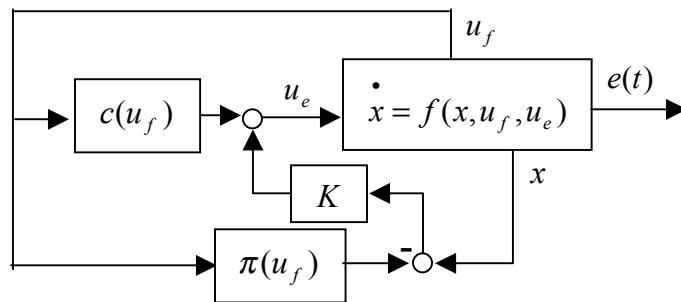 u_f
c(u_f)
u_e
ẋ = f(x,u_f,u_e)
e(t)
x
K
-
π(u_f)